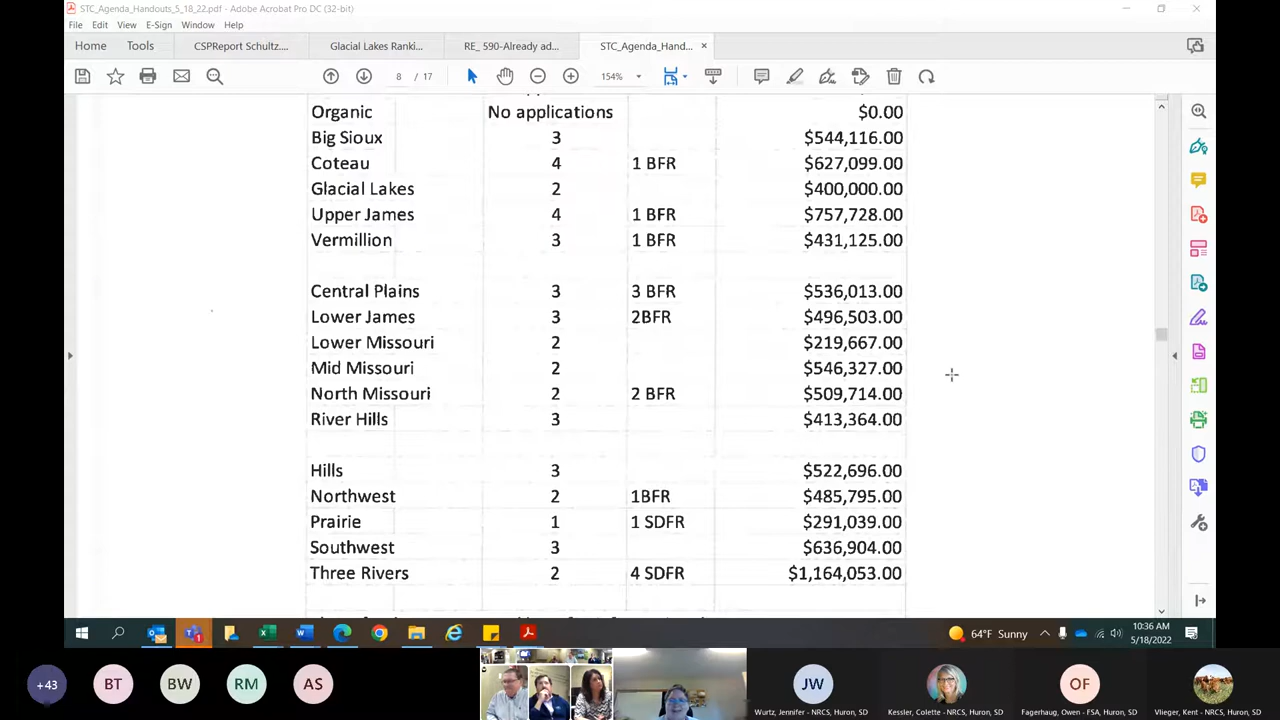 STC_Agenda_Handouts_5_18_22.pdf - Adobe Acrobat Pro DC (32-bit)
File Edit View E-Sign Window Help
Home Tools CSPReport Schultz.... Glacial Lakes Ranki... RE_ 590-Already ad... STC_Agenda_Hand... ×
8 / 17 154%
Organic No applications $0.00
Big Sioux 3 $544,116.00
Coteau 4 1 BFR $627,099.00
Glacial Lakes 2 $400,000.00
Upper James 4 1 BFR $757,728.00
Vermillion 3 1 BFR $431,125.00
Central Plains 3 3 BFR $536,013.00
Lower James 3 2BFR $496,503.00
Lower Missouri 2 $219,667.00
Mid Missouri 2 $546,327.00
North Missouri 2 2 BFR $509,714.00
River Hills 3 $413,364.00
Hills 3 $522,696.00
Northwest 2 1BFR $485,795.00
Prairie 1 1 SDFR $291,039.00
Southwest 3 $636,904.00
Three Rivers 2 4 SDFR $1,164,053.00
64°F Sunny 10:36 AM
5/18/2022
+43 BT BW RM AS JW OF
Wurtz, Jennifer - NRCS, Huron, SD Kessler, Colette - NRCS, Huron, SD Fagerhaug, Owen - FSA, Huron, SD Vlieger, Kent - NRCS, Huron, SD